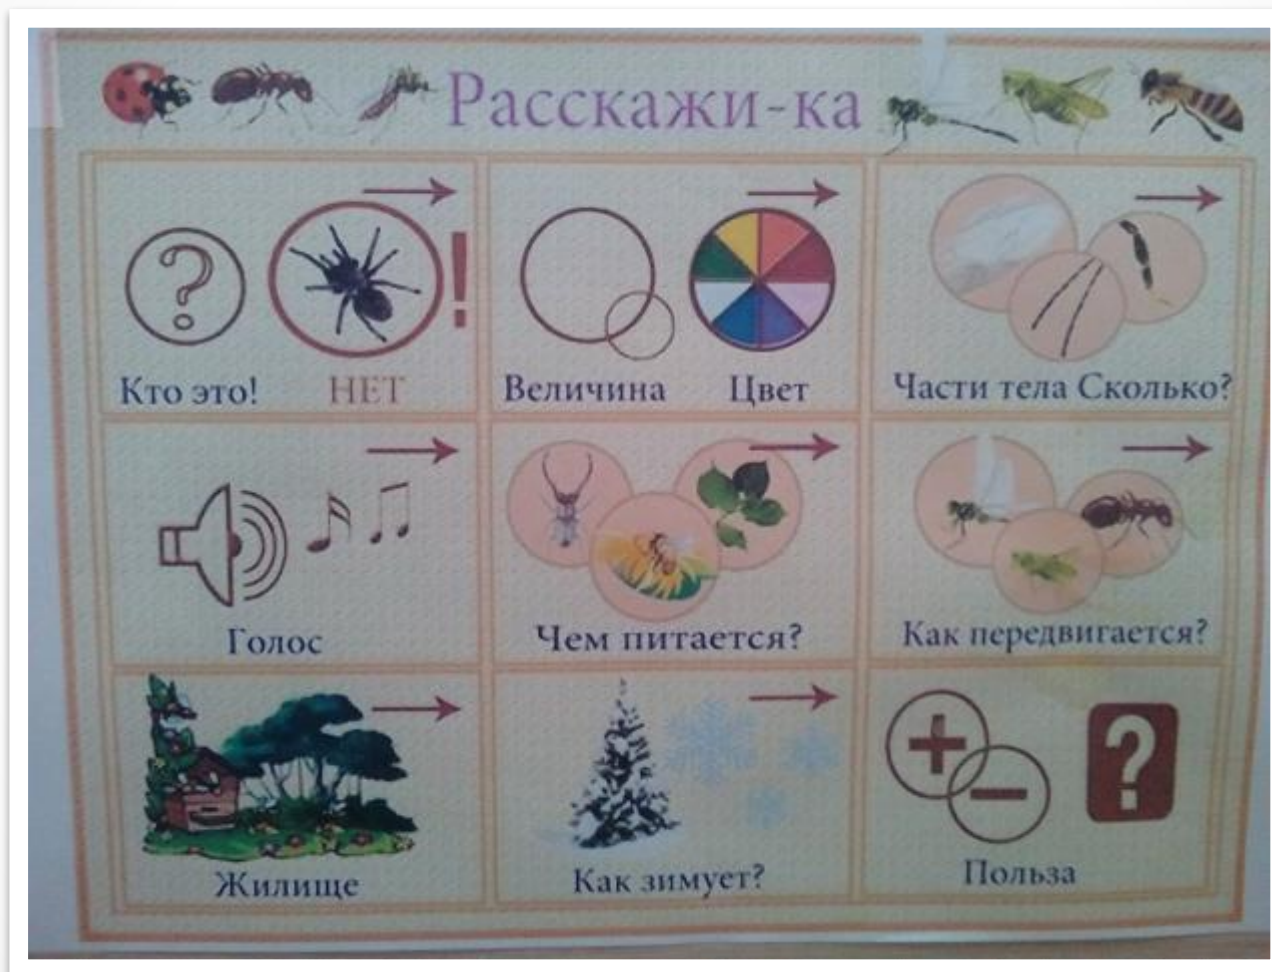 Расскажи-ка
Кто это! НЕТ !
Величина Цвет
Части тела Сколько?
Голос
Чем питается?
Как передвигается?
Жилище
Как зимует?
Польза